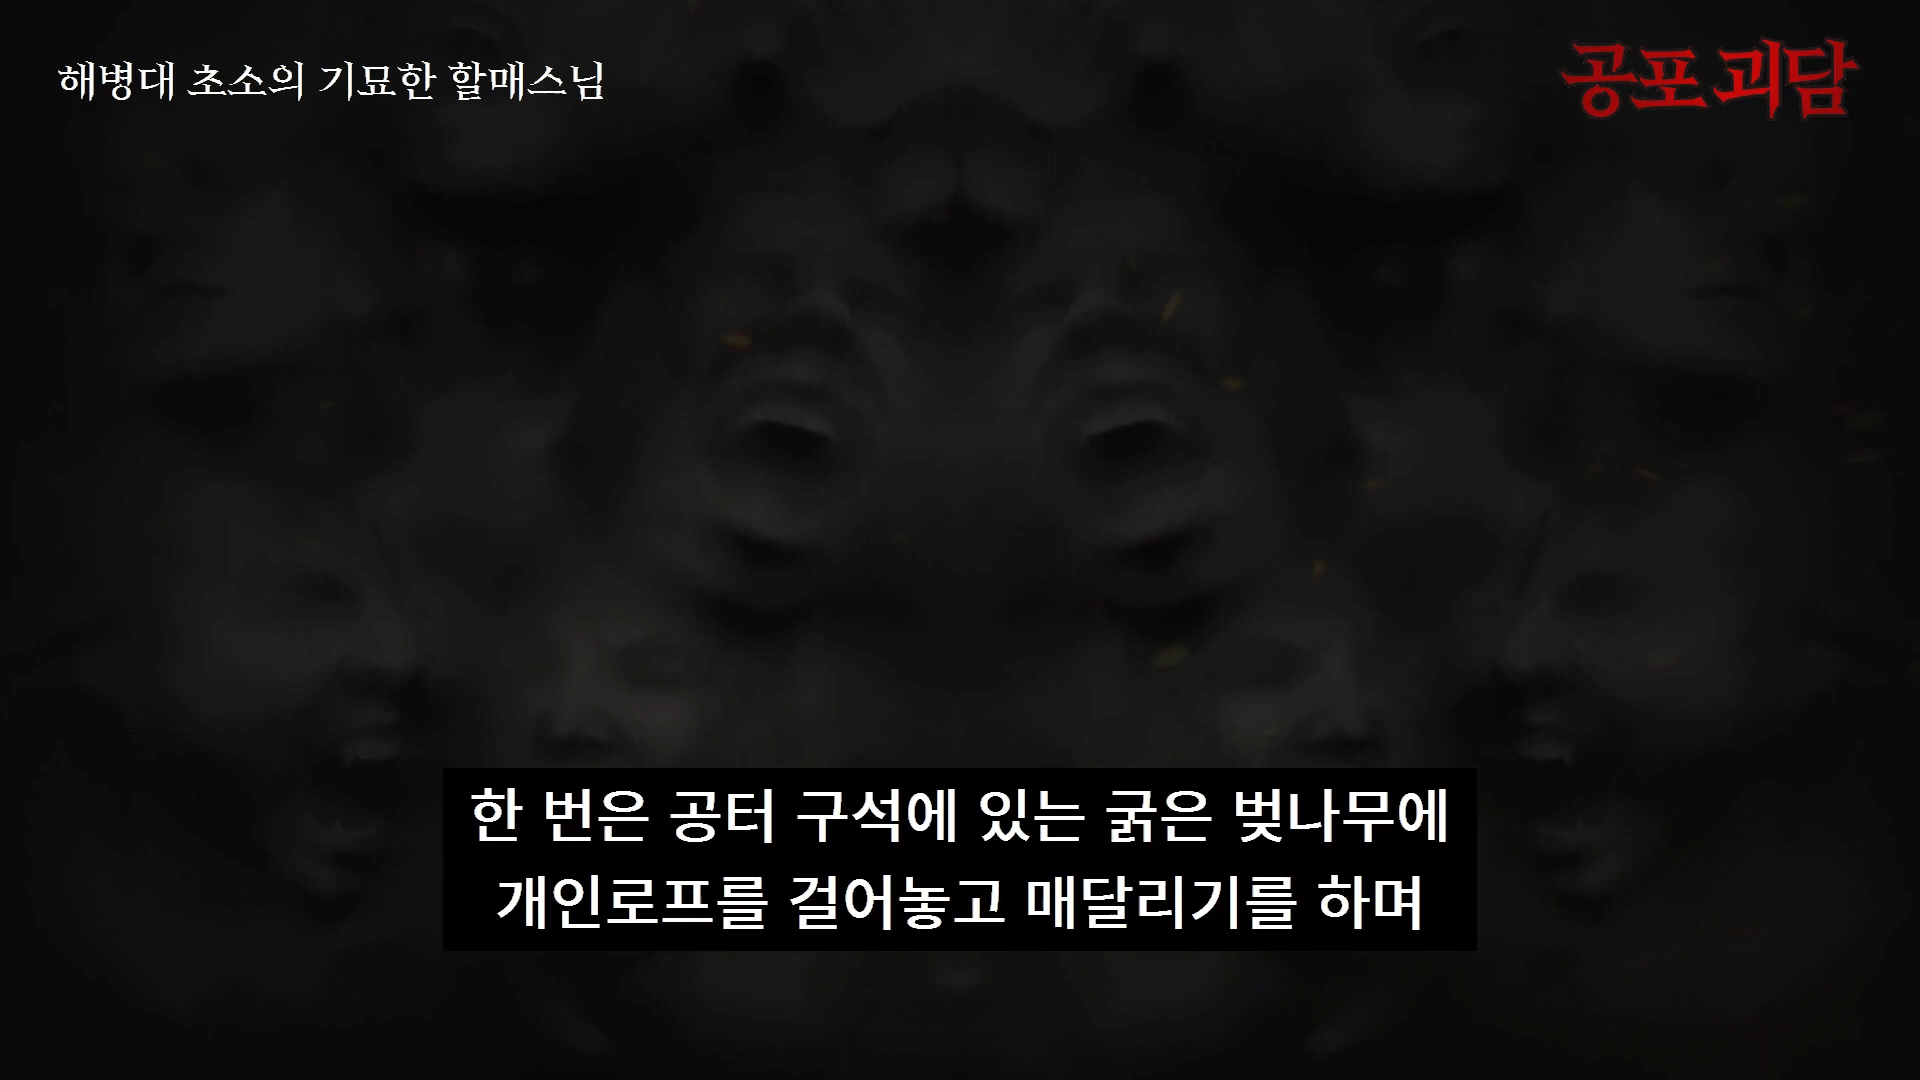 해병대 초소의 기묘한 할매스님
공포 괴담
한 번은 공터 구석에 있는 굵은 벚나무에
개인로프를 걸어놓고 매달리기를 하며